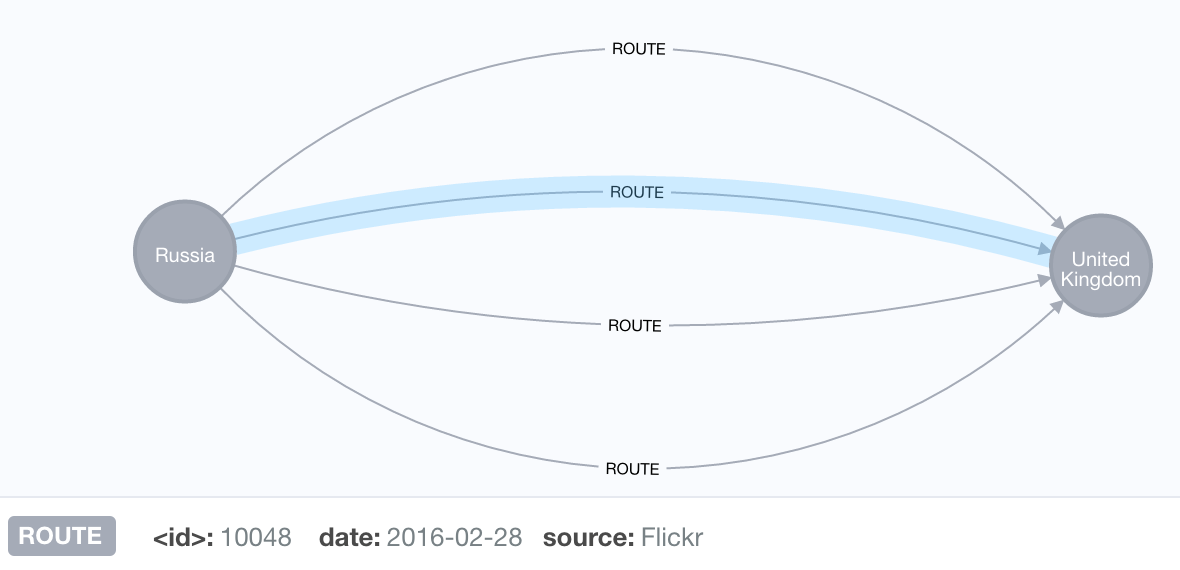 ROUTE
ROUTE
Russia
United
Kingdom
ROUTE
ROUTE
ROUTE <id>: 10048 date: 2016-02-28 source: Flickr